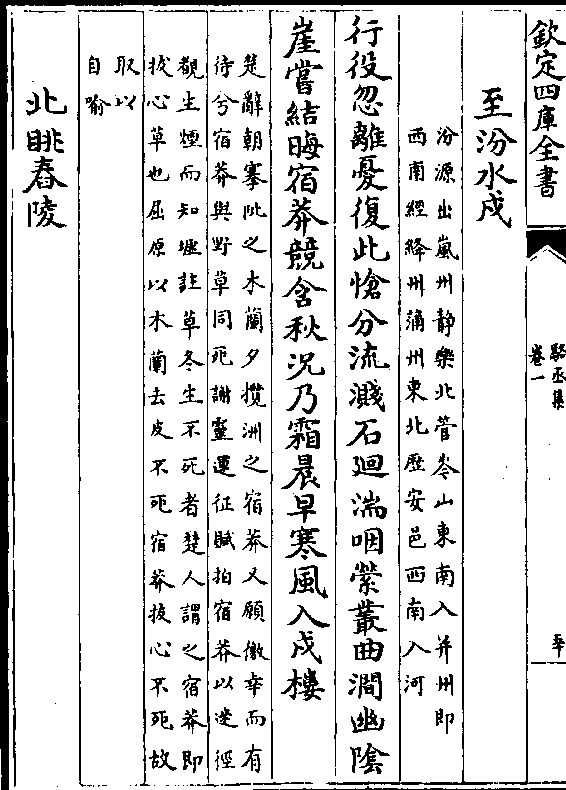 欽定四庫全書
駱丞集
卷一
至汾水戍
汾源出嵐州靜樂北管岑山東南入并州即
西南經絳州蒲州東北歴安邑西南入河
行役忽離憂復此愴分流濺石迴湍咽縈叢曲澗幽陰
崖嘗結晦宿莽競含秋況乃霜晨早寒風入戍樓
楚辭朝搴阰之木蘭夕攬洲之宿莽又願儌幸而有
待兮宿莽與野草同死謝靈運征賦拍宿莽以迷徑
觀生煙而知墟註草冬生不死者楚人謂之宿莽即
拔心草也屈原以木蘭去皮不死宿莽拔心不死故
取以
自喻
北眺舂陵